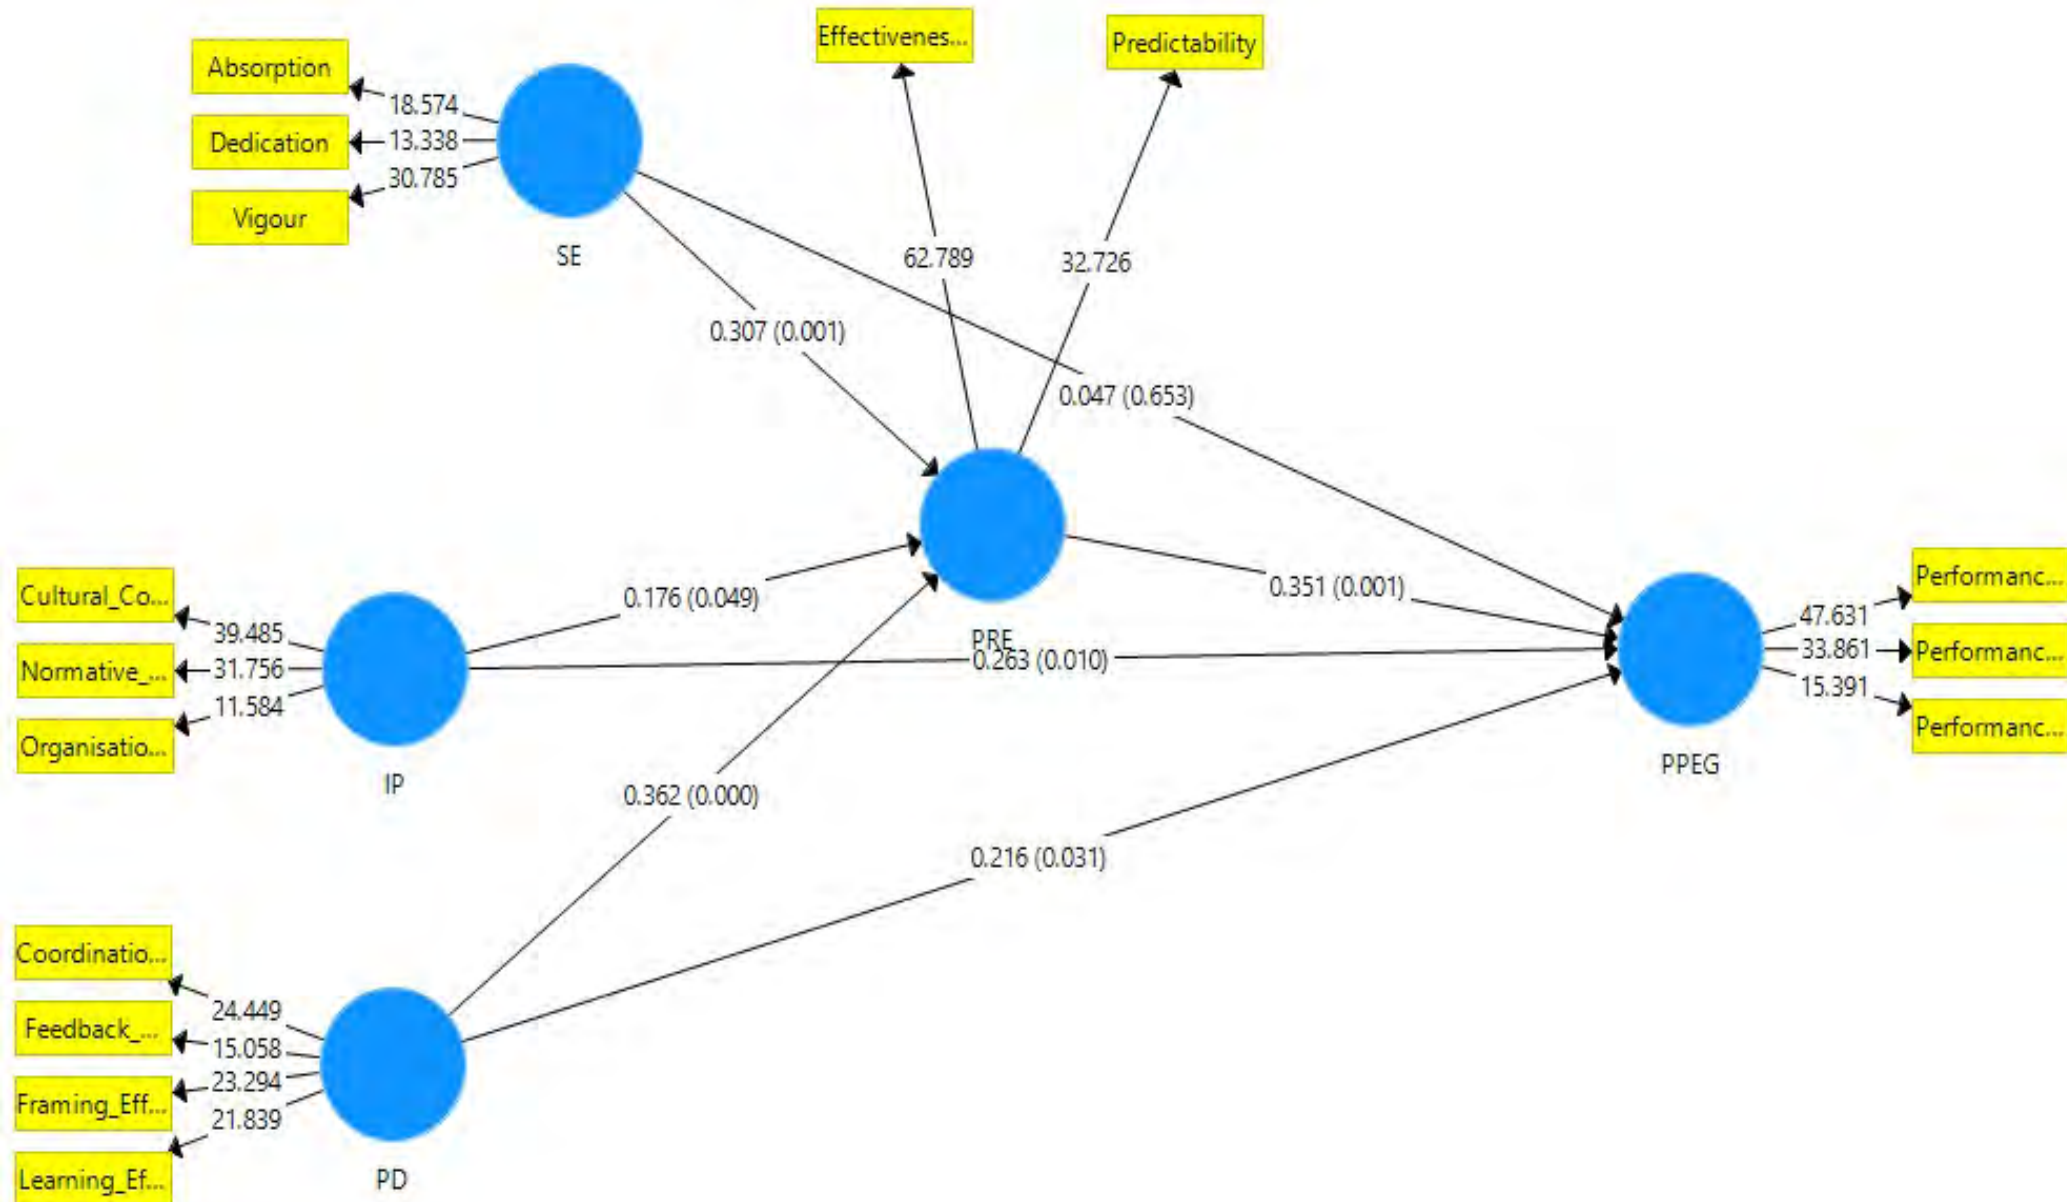 Effectivenes...
Predictability
Absorption
18.574
Dedication
13.338
30.785
Vigour
SE
62.789
32.726
0.307 (0.001)
0.047 (0.653)
Cultural_Co...
39.485
Normative_...
31.756
11.584
Organisatio...
IP
0.176 (0.049)
PRE
0.351 (0.001)
0.263 (0.010)
Performanc...
47.631
Performanc...
33.861
15.391
Performanc...
PPEG
0.362 (0.000)
0.216 (0.031)
Coordinatio...
24.449
Feedback_...
15.058
23.294
Framing_Eff...
21.839
Learning_Ef...
PD